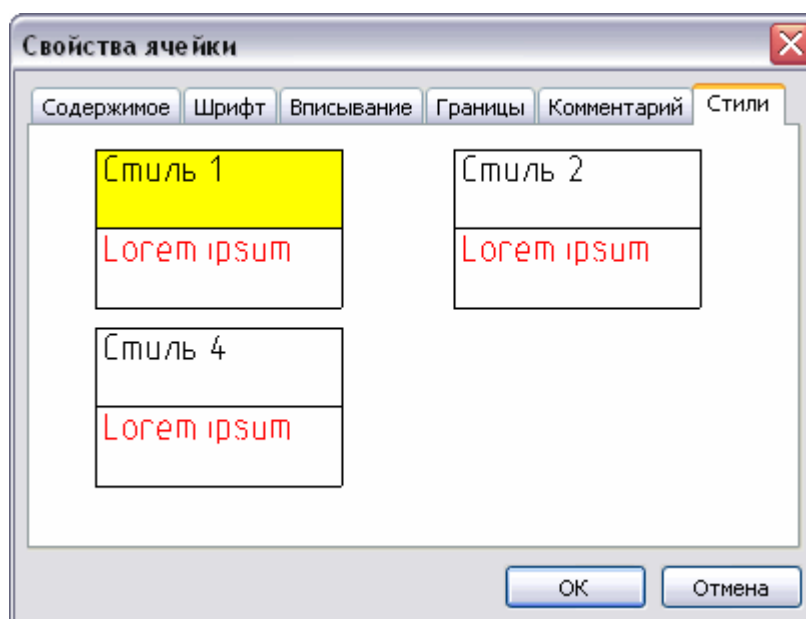 Свойства ячейки
Содержимое Шрифт Вписывание Границы Комментарий Стили
Стиль 1 Стиль 2
Lorem ipsum Lorem ipsum
Стиль 4
Lorem ipsum
ОК Отмена